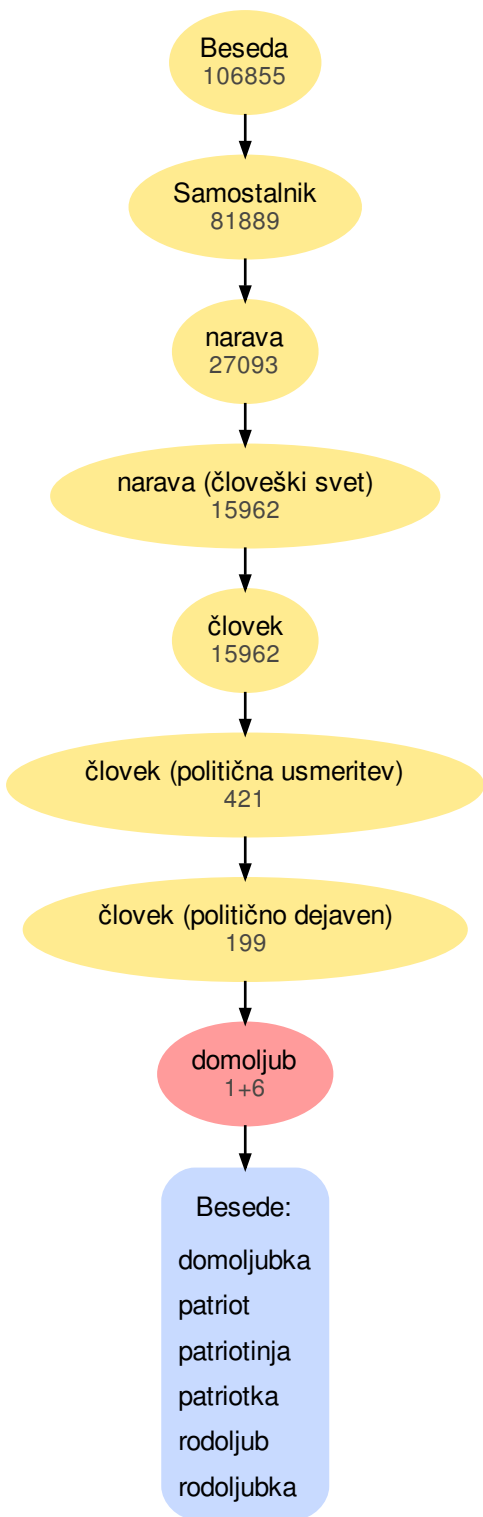 Beseda
106855
Samostalnik
81889
narava
27093
narava (človeški svet)
15962
človek
15962
človek (politična usmeritev)
421
človek (politično dejaven)
199
domoljub
1+6
Besede:
domoljubka
patriot
patriotinja
patriotka
rodoljub
rodoljubka